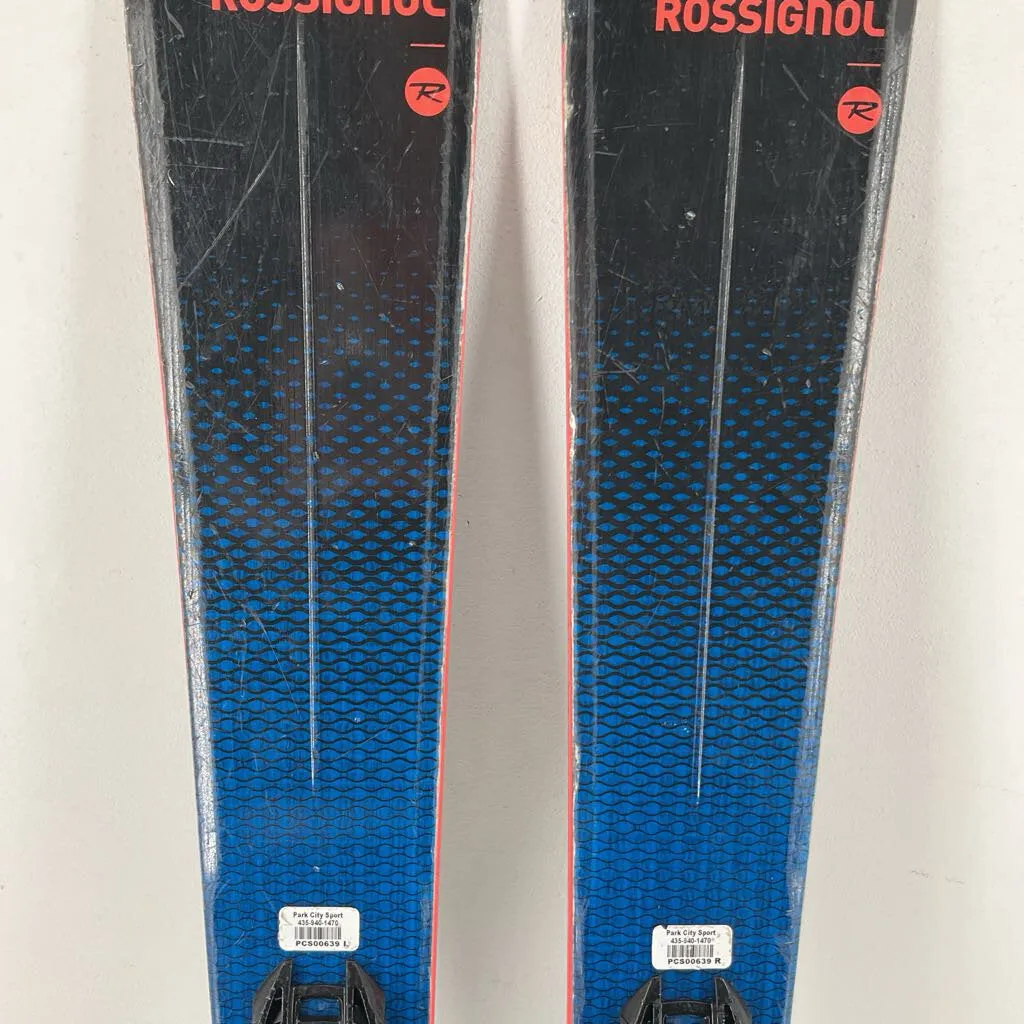 ROSSIGNOL
R
Park City Sport
435-940-1470
PCS00639 L
ROSSIGNOL
R
Park City Sport
435-940-1470
PCS00639 R